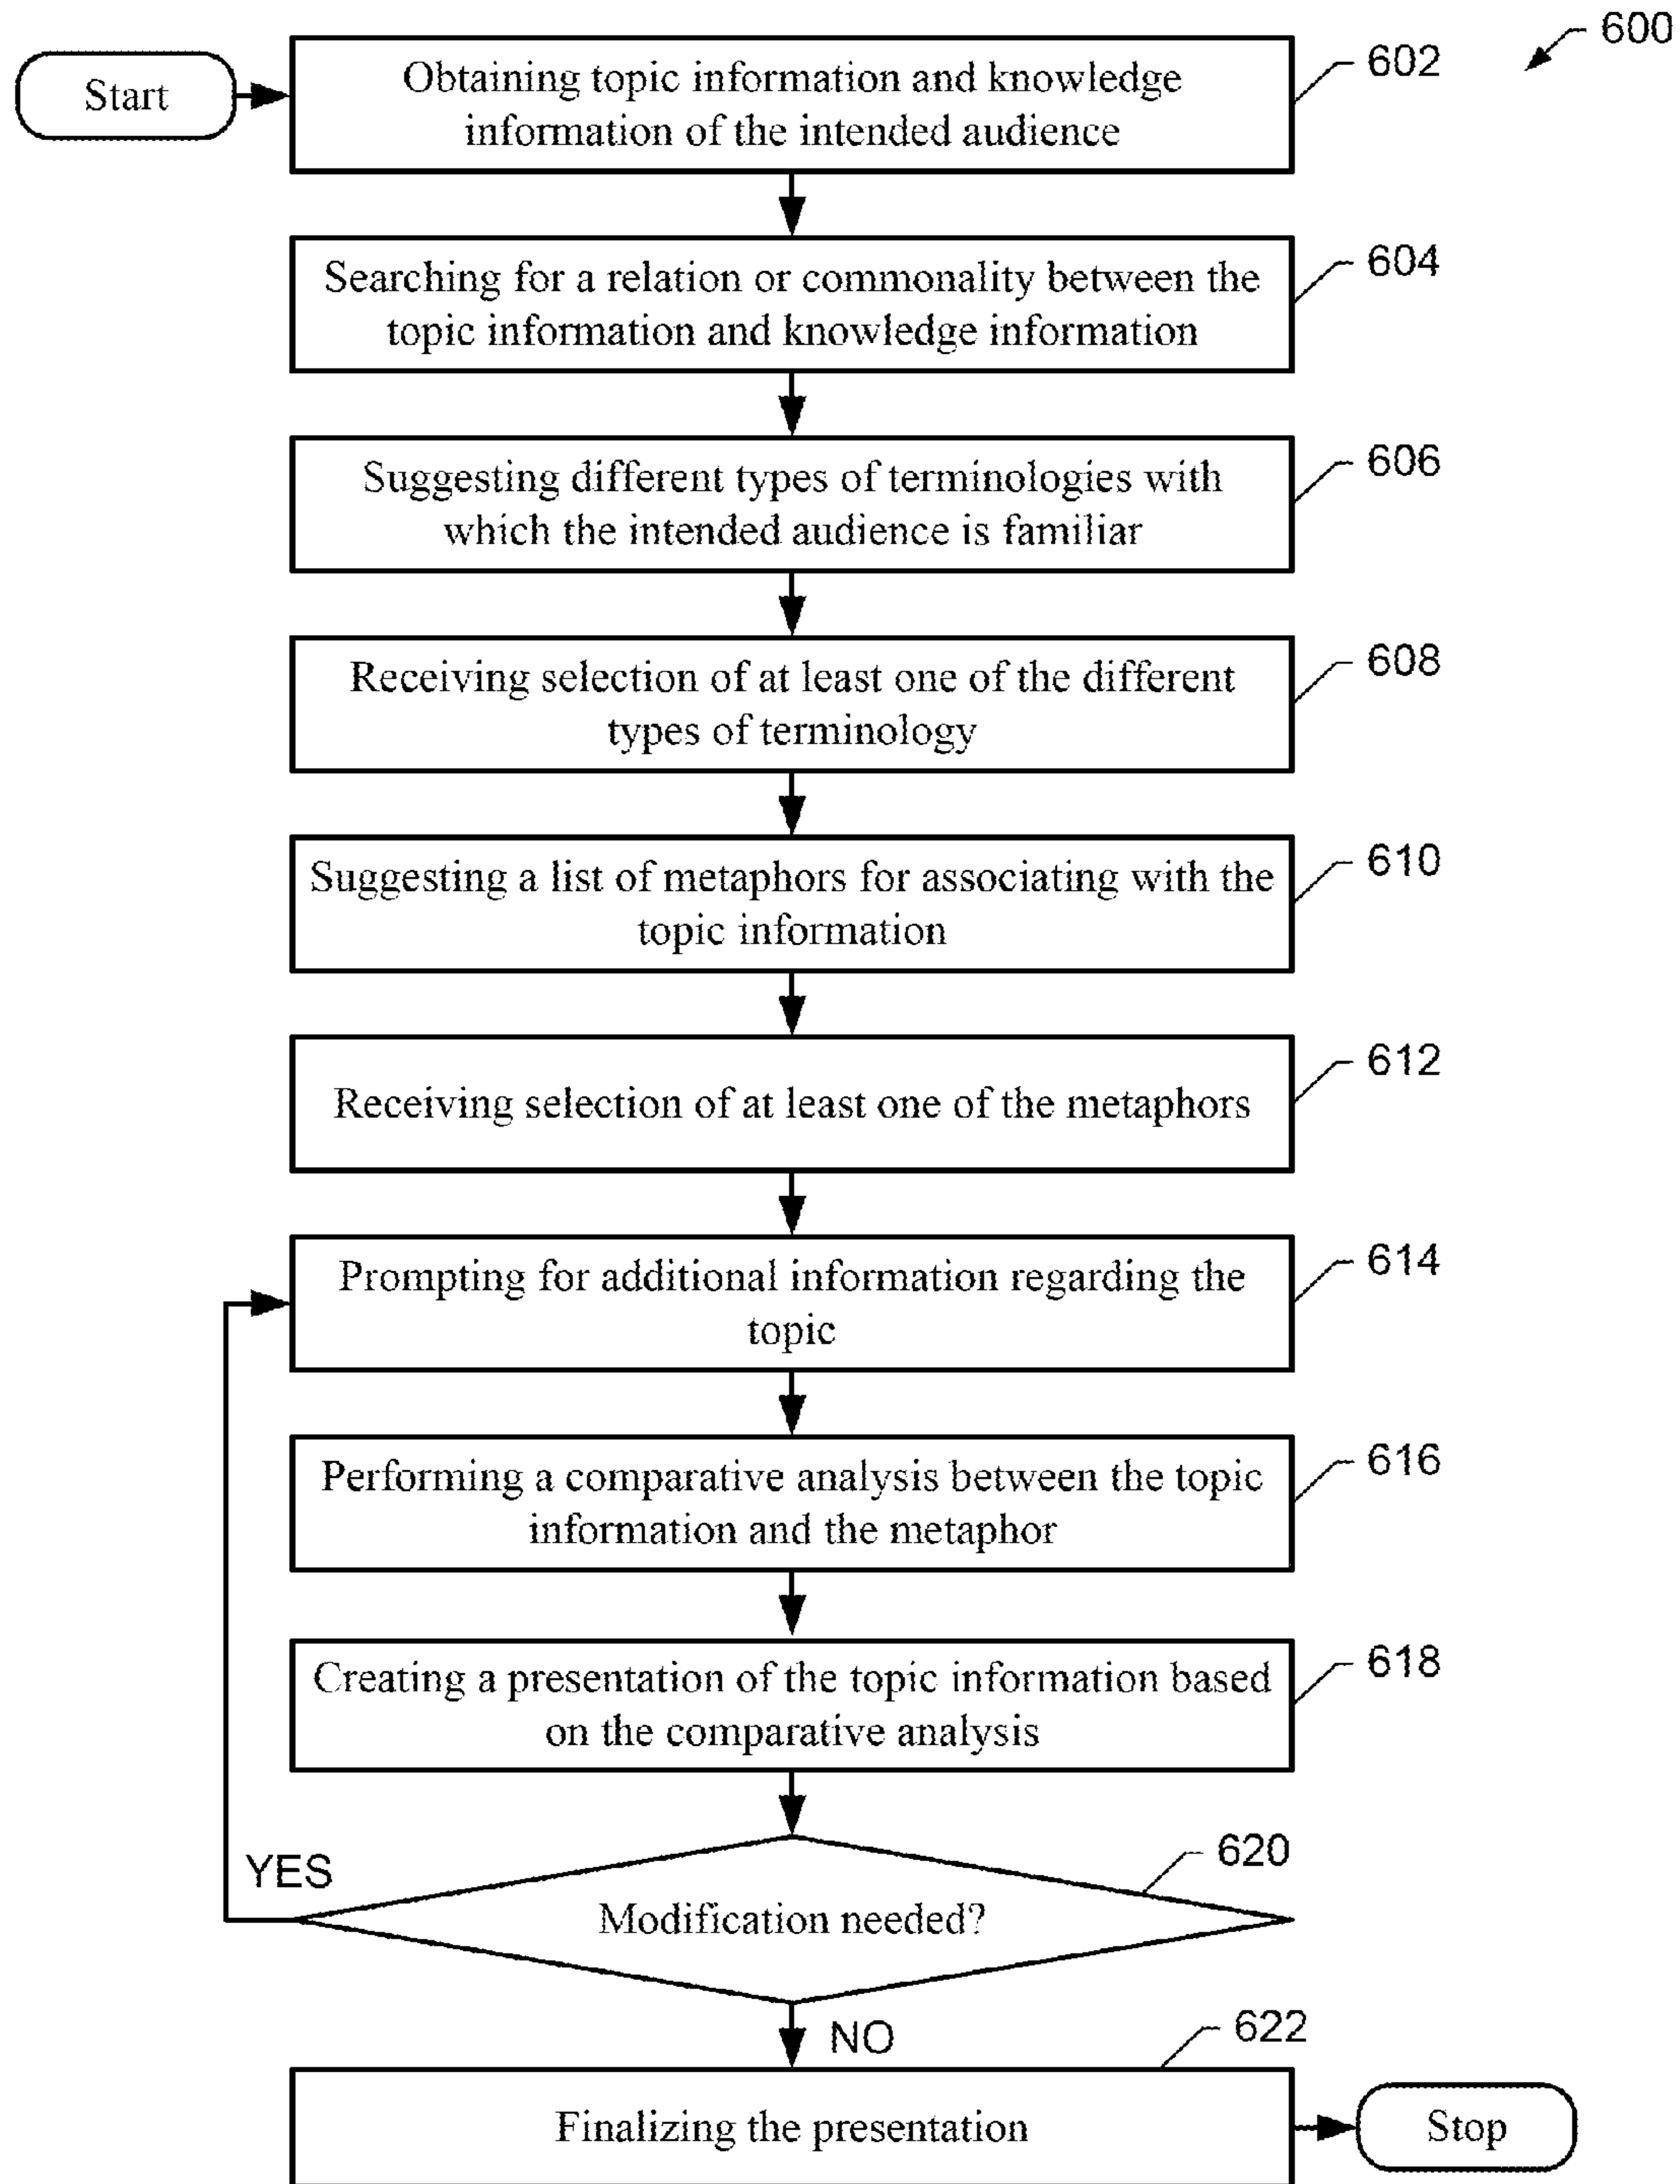 600
Start
Obtaining topic information and knowledge
information of the intended audience
602
Searching for a relation or commonality between the
topic information and knowledge information
604
Suggesting different types of terminologies with
which the intended audience is familiar
606
Receiving selection of at least one of the different
types of terminology
608
Suggesting a list of metaphors for associating with the
topic information
610
Receiving selection of at least one of the metaphors
612
Prompting for additional information regarding the
topic
614
Performing a comparative analysis between the topic
information and the metaphor
616
Creating a presentation of the topic information based
on the comparative analysis
618
YES
Modification needed?
620
NO
Finalizing the presentation
622
Stop